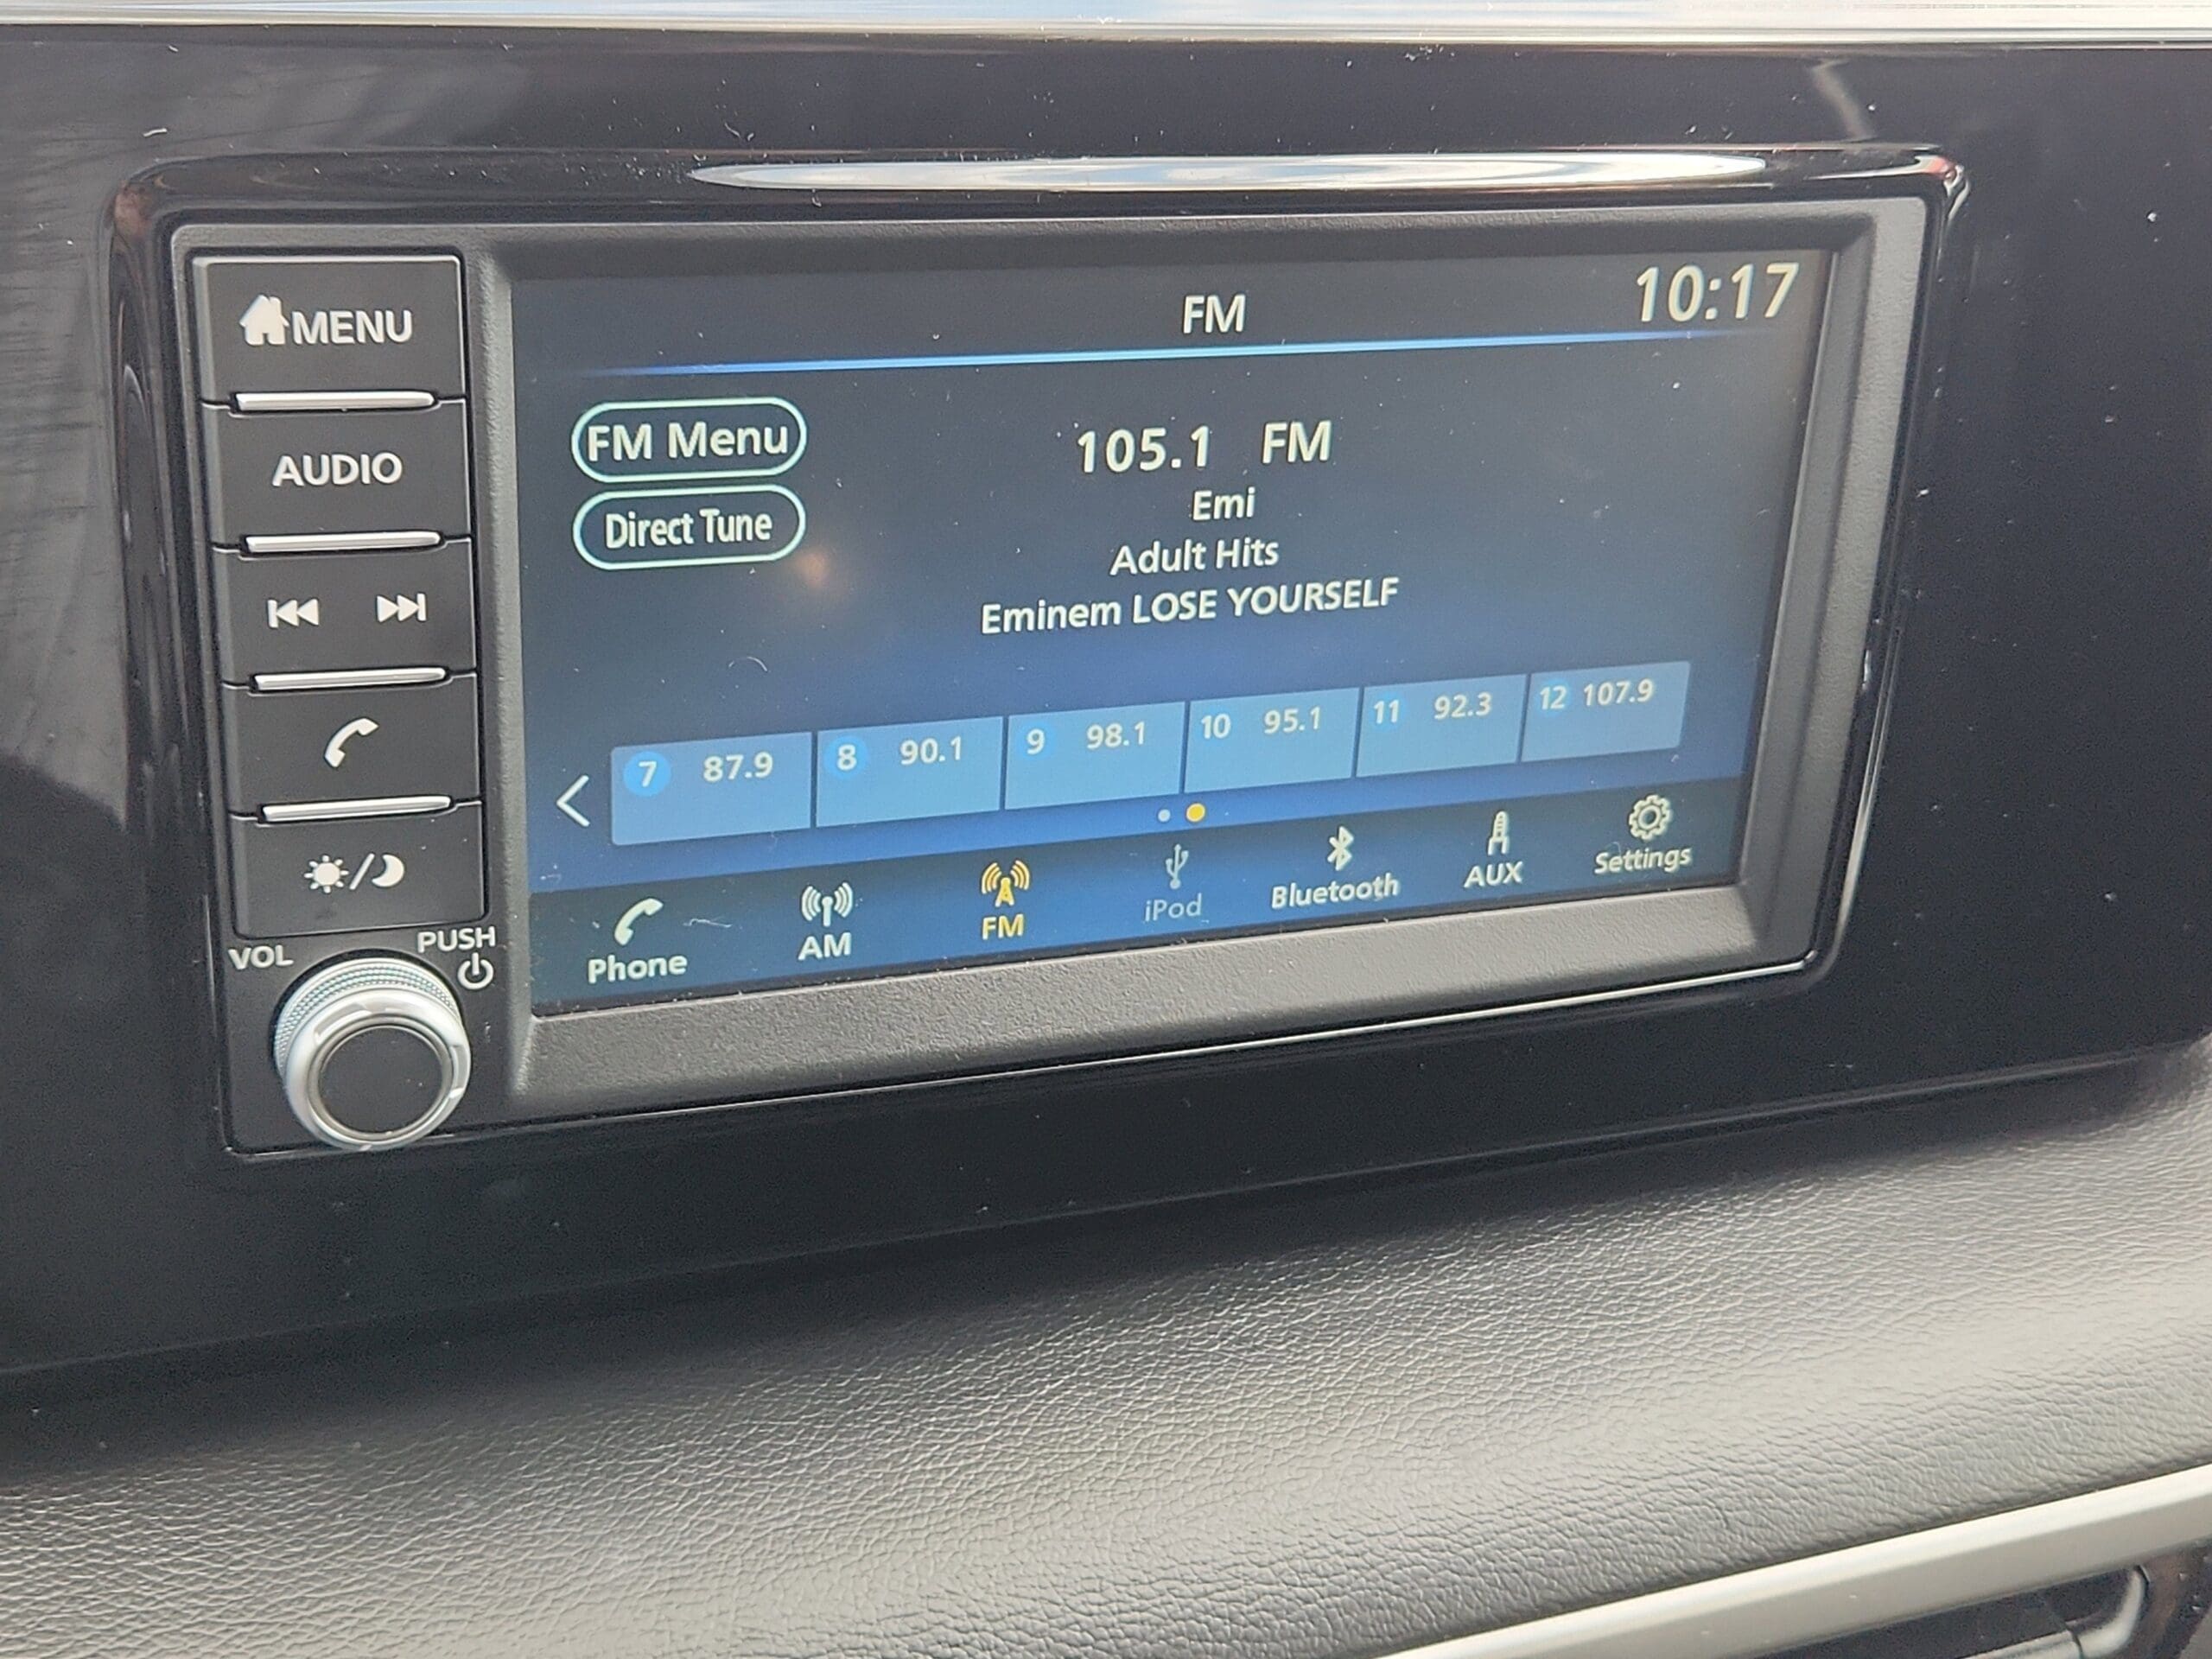 MENU
AUDIO
VOL
PUSH
FM
10:17
FM Menu
Direct Tune
105.1 FM
Emi
Adult Hits
Eminem LOSE YOURSELF
7 87.9
8 90.1
9 98.1
10 95.1
11 92.3
12 107.9
Phone
AM
FM
iPod
Bluetooth
AUX
Settings